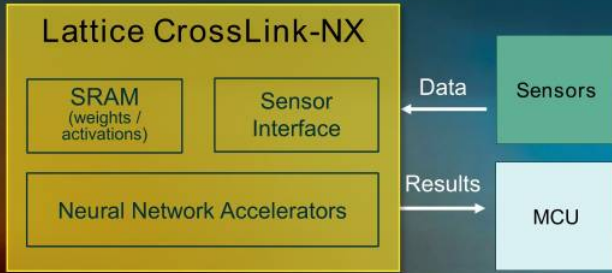 Lattice CrossLink-NX
SRAM
(weights /
activations)
Sensor
Interface
Neural Network Accelerators
Data
Results
Sensors
MCU